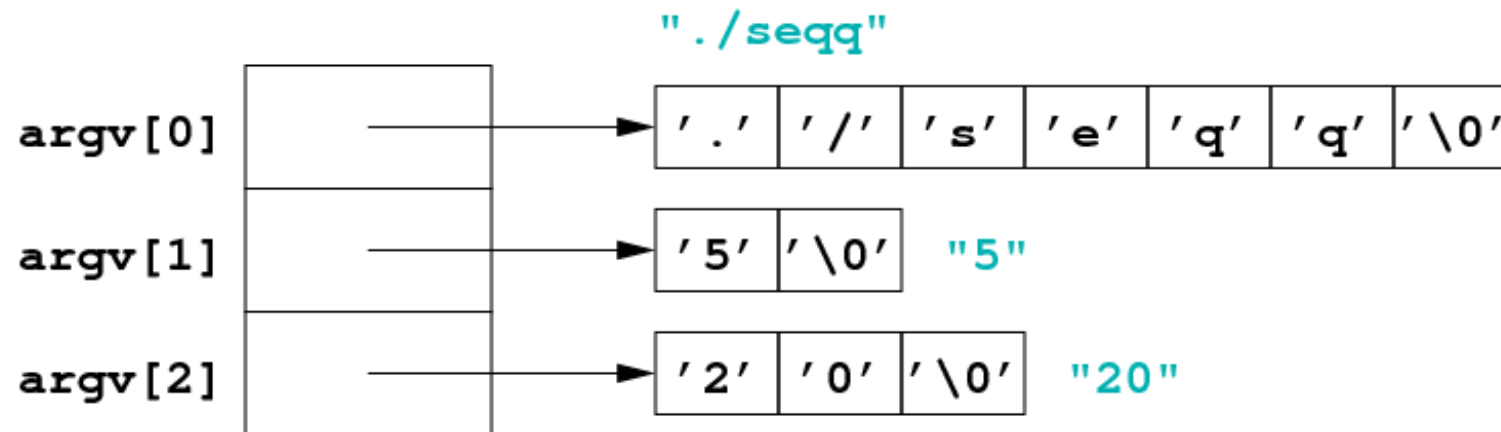 "./seqq"
argv[0] '.' '/' 's' 'e' 'q' 'q' '\0'
argv[1] '5' '\0' "5"
argv[2] '2' '0' '\0' "20"